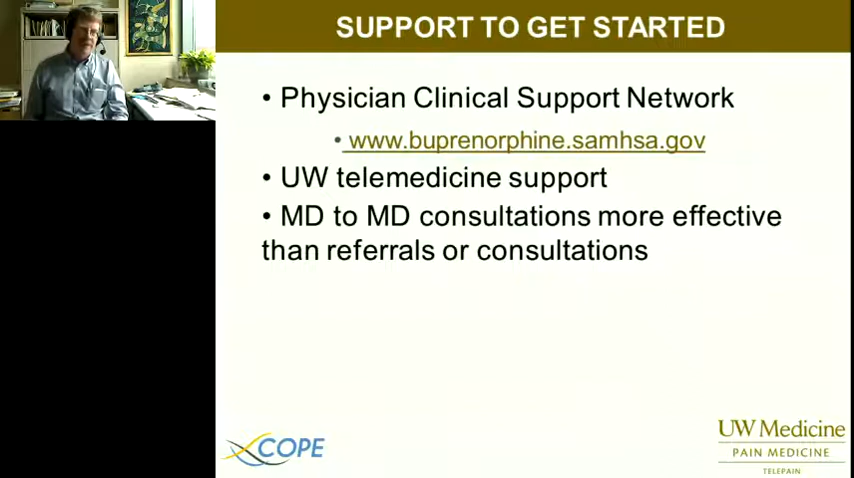 SUPPORT TO GET STARTED
• Physician Clinical Support Network
• www.buprenorphine.samhsa.gov
• UW telemedicine support
• MD to MD consultations more effective
than referrals or consultations
COPE
UW Medicine
PAIN MEDICINE
TELEPAIN